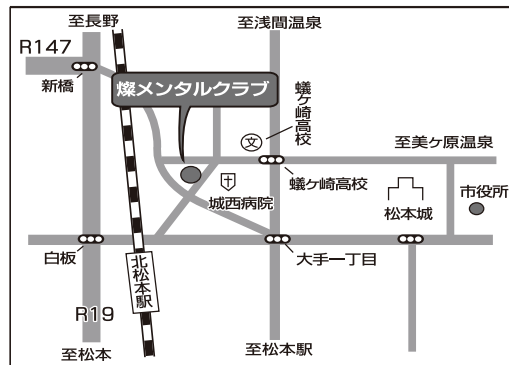 至長野
至浅間温泉
R147
新橋
燦メンタルクラブ
蟻ケ崎高校
文
至美ケ原温泉
蟻ケ崎高校
城西病院
松本城
市役所
白板
北松本駅
大手一丁目
R19
至松本
至松本駅